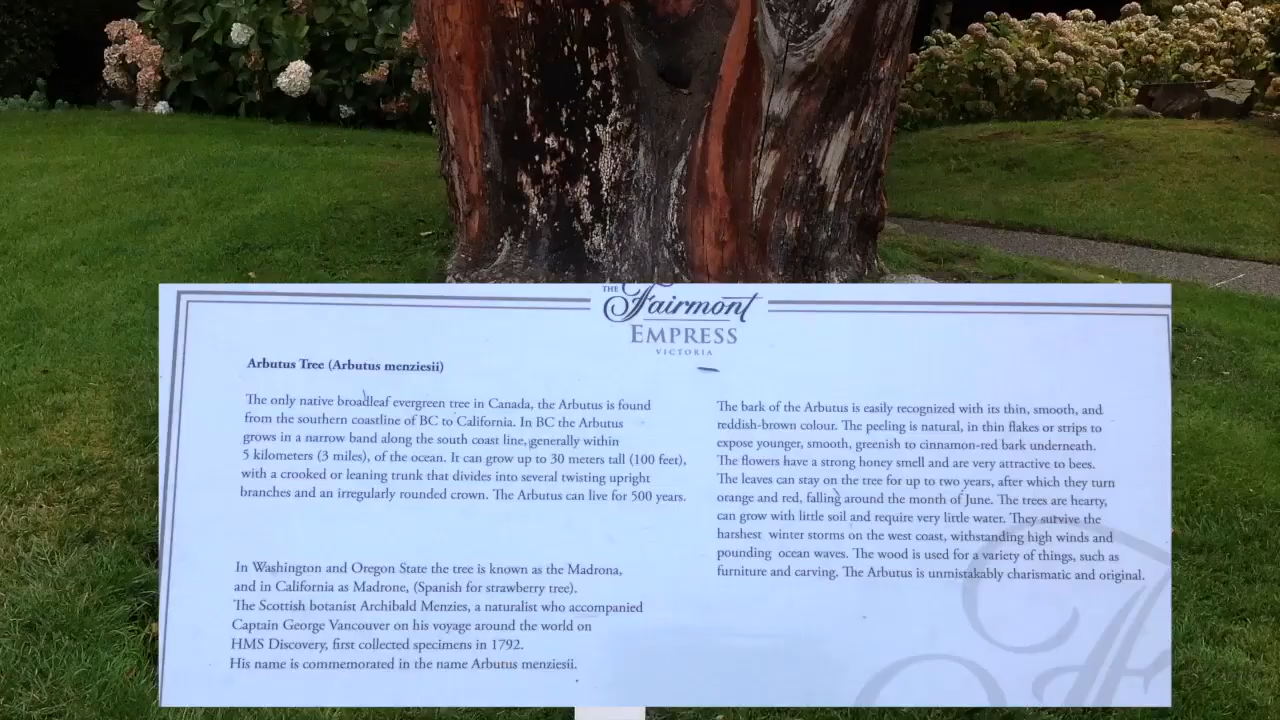 THE
Fairmont
EMPRESS
VICTORIA
Arbutus Tree (Arbutus menziesii)
The only native broadleaf evergreen tree in Canada, the Arbutus is found
from the southern coastline of BC to California. In BC the Arbutus
grows in a narrow band along the south coast line, generally within
5 kilometers (3 miles), of the ocean. It can grow up to 30 meters tall (100 feet),
with a crooked or leaning trunk that divides into several twisting upright
branches and an irregularly rounded crown. The Arbutus can live for 500 years.
In Washington and Oregon State the tree is known as the Madrona,
and in California as Madrone, (Spanish for strawberry tree).
The Scottish botanist Archibald Menzies, a naturalist who accompanied
Captain George Vancouver on his voyage around the world on
HMS Discovery, first collected specimens in 1792.
His name is commemorated in the name Arbutus menziesii.
The bark of the Arbutus is easily recognized with its thin, smooth, and
reddish-brown colour. The peeling is natural, in thin flakes or strips to
expose younger, smooth, greenish to cinnamon-red bark underneath.
The flowers have a strong honey smell and are very attractive to bees.
The leaves can stay on the tree for up to two years, after which they turn
orange and red, falling around the month of June. The trees are hearty,
can grow with little soil and require very little water. They survive the
harshest winter storms on the west coast, withstanding high winds and
pounding ocean waves. The wood is used for a variety of things, such as
furniture and carving. The Arbutus is unmistakably charismatic and original.